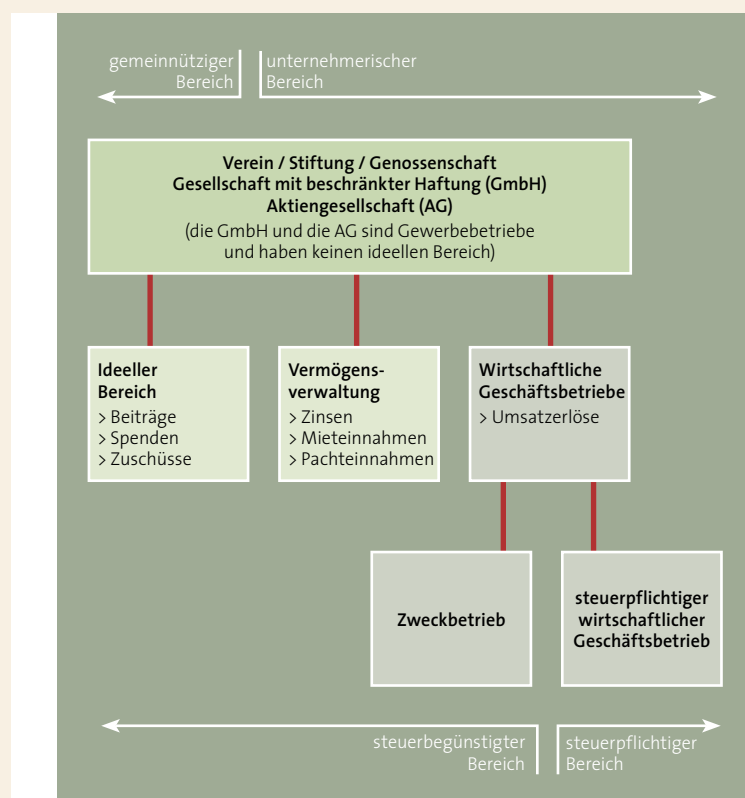 gemeinnütziger
Bereich
unternehmerischer
Bereich
Verein / Stiftung / Genossenschaft
Gesellschaft mit beschränkter Haftung (GmbH)
Aktiengesellschaft (AG)
(die GmbH und die AG sind Gewerbebetriebe
und haben keinen ideellen Bereich)
Ideeller
Bereich
> Beiträge
> Spenden
> Zuschüsse
Vermögens-
verwaltung
> Zinsen
> Mieteinnahmen
> Pachteinnahmen
Wirtschaftliche
Geschäftsbetriebe
> Umsatzerlöse
Zweckbetrieb
steuerpflichtiger
wirtschaftlicher
Geschäftsbetrieb
steuerbegünstigter
Bereich
steuerpflichtiger
Bereich